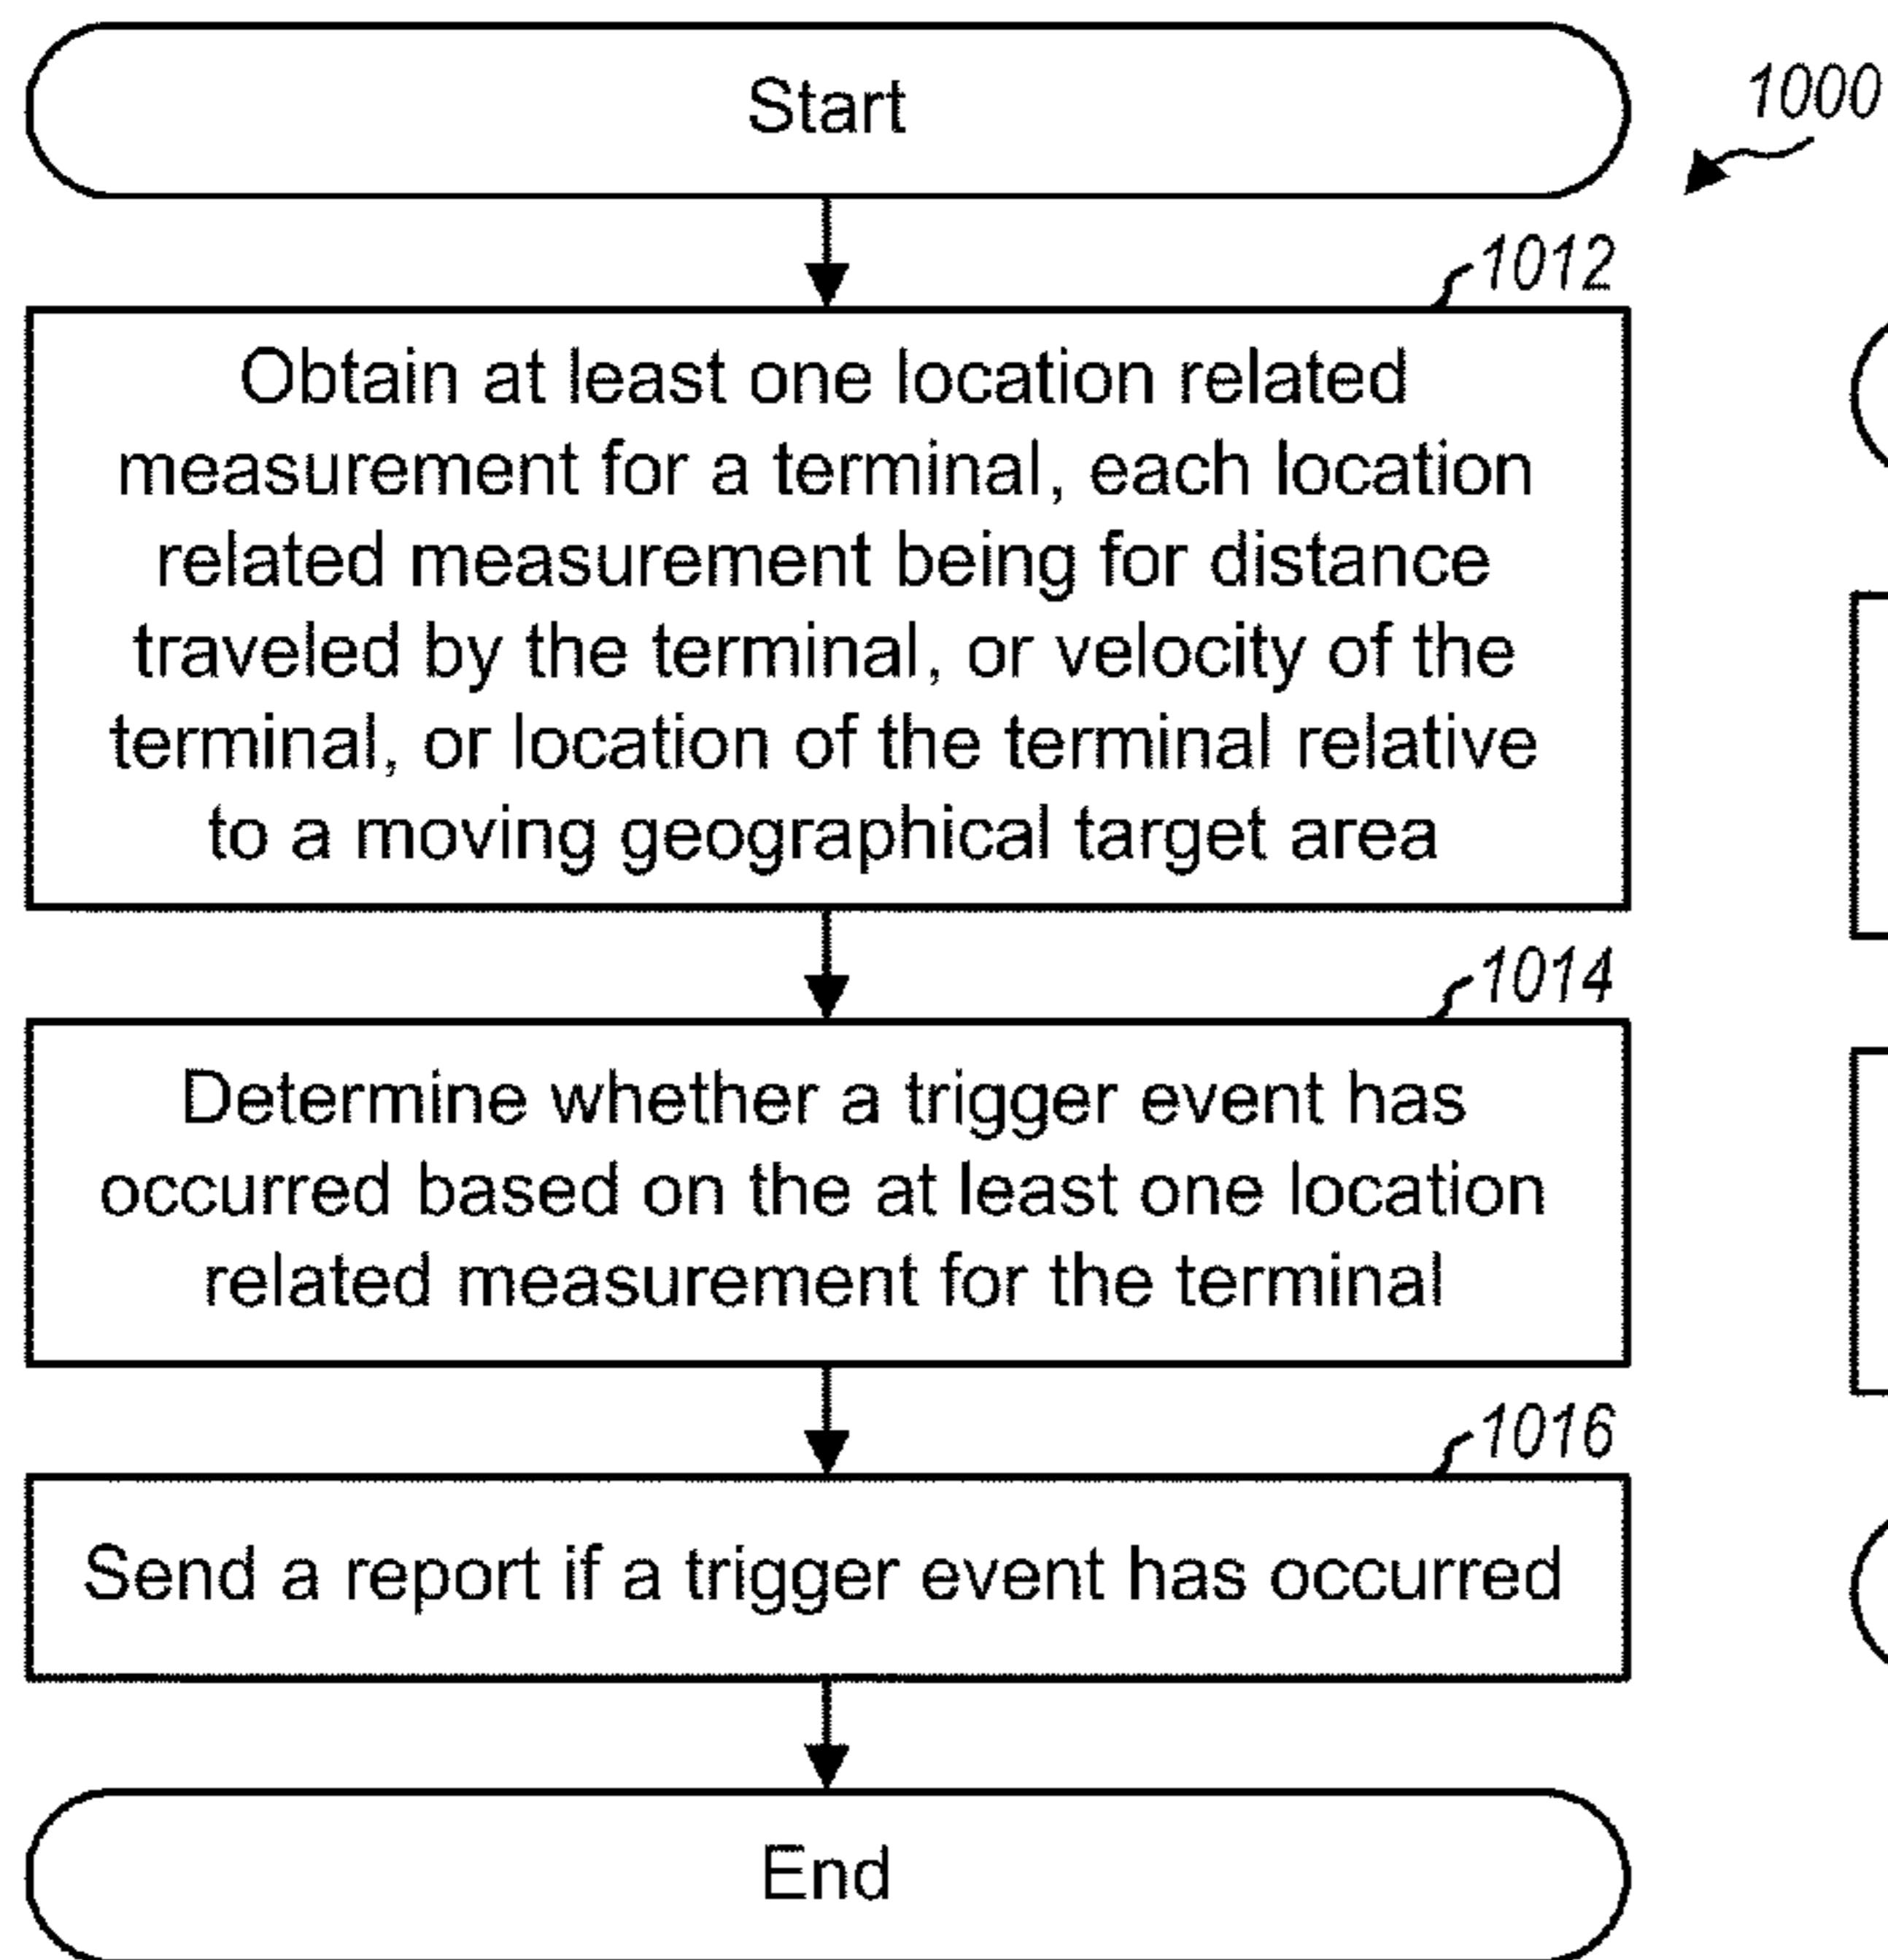 Start
1000
1012
Obtain at least one location related
measurement for a terminal, each location
related measurement being for distance
traveled by the terminal, or velocity of the
terminal, or location of the terminal relative
to a moving geographical target area
1014
Determine whether a trigger event has
occurred based on the at least one location
related measurement for the terminal
1016
Send a report if a trigger event has occurred
End